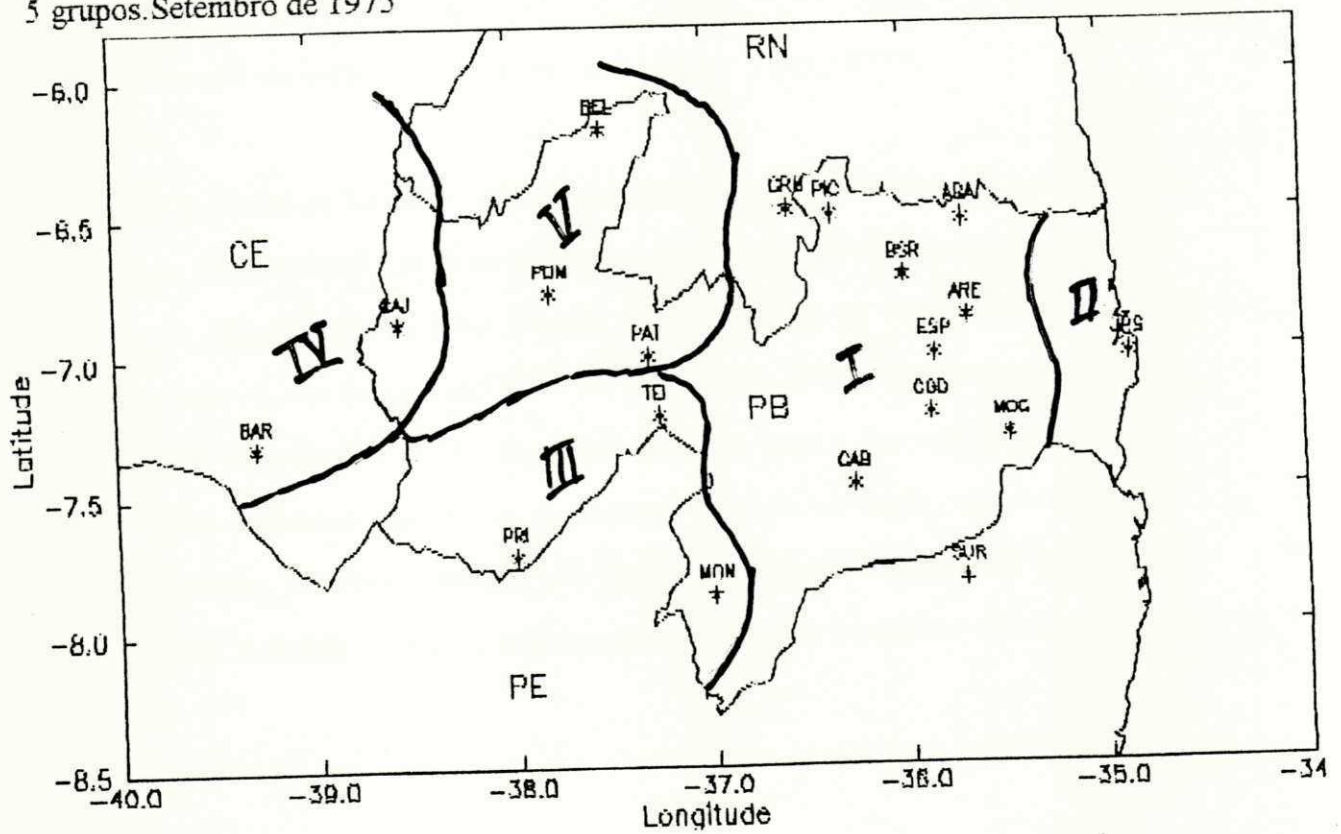 5 grupos.Setembro de 1975
RN
-6.0
BEL
PIC
V
CE
-6.5
BSR
POM
II
CAJ
ARE
IV
PAT
ESP
-7.0
I
TEI
PB
CGD
MOG
BAR
III
CAB
-7.5
PRI
SUR
MON
-8.0
PE
-8.5
-40.0
-39.0
-38.0
-37.0
-36.0
-35.0
-34
Latitude
Longitude